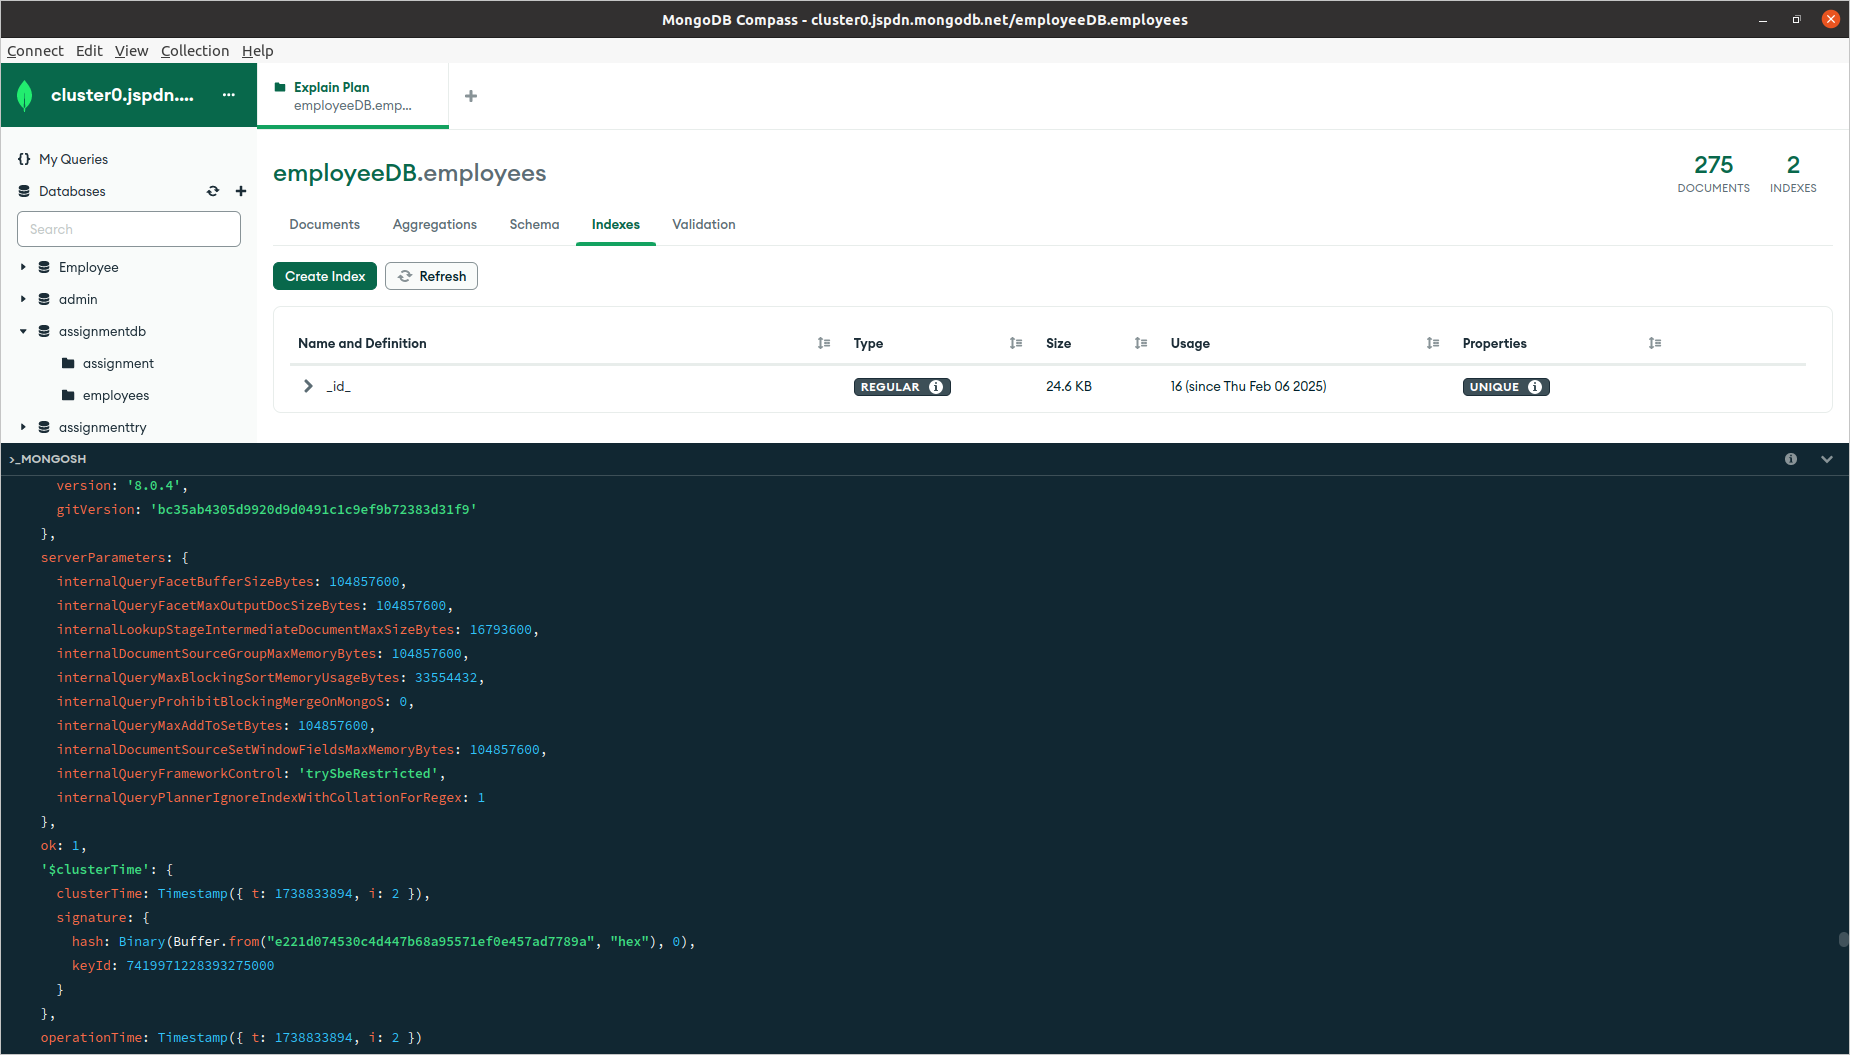 MongoDB Compass - cluster0.jspdn.mongodb.net/employeeDB.employees
Connect Edit View Collection Help
cluster0.jspdn.... ...
Explain Plan
employeeDB.emp...
My Queries
Databases
Search
Employee
admin
assignmentdb
assignment
employees
assignmenttry
employeeDB.employees
275
DOCUMENTS
2
INDEXES
Documents Aggregations Schema Indexes Validation
Create Index Refresh
Name and Definition Type Size Usage Properties
_id_ REGULAR 24.6 KB 16 (since Thu Feb 06 2025) UNIQUE
>_MONGOSH
version: '8.0.4',
gitVersion: 'bc35ab4305d9920d9d0491c1c9ef9b72383d31f9'
},
serverParameters: {
internalQueryFacetBufferSizeBytes: 104857600,
internalQueryFacetMaxOutputDocSizeBytes: 104857600,
internalLookupStageIntermediateDocumentMaxSizeBytes: 16793600,
internalDocumentSourceGroupMaxMemoryBytes: 104857600,
internalQueryMaxBlockingSortMemoryUsageBytes: 33554432,
internalQueryProhibitBlockingMergeOnMongoS: 0,
internalQueryMaxAddToSetBytes: 104857600,
internalDocumentSourceSetWindowFieldsMaxMemoryBytes: 104857600,
internalQueryFrameworkControl: 'trySbeRestricted',
internalQueryPlannerIgnoreIndexWithCollationForRegex: 1
},
ok: 1,
'$clusterTime': {
clusterTime: Timestamp({ t: 1738833894, i: 2 }),
signature: {
hash: Binary(Buffer.from("e221d074530c4d447b68a95571ef0e457ad7789a", "hex"), 0),
keyId: 7419971228393275000
}
},
operationTime: Timestamp({ t: 1738833894, i: 2 })